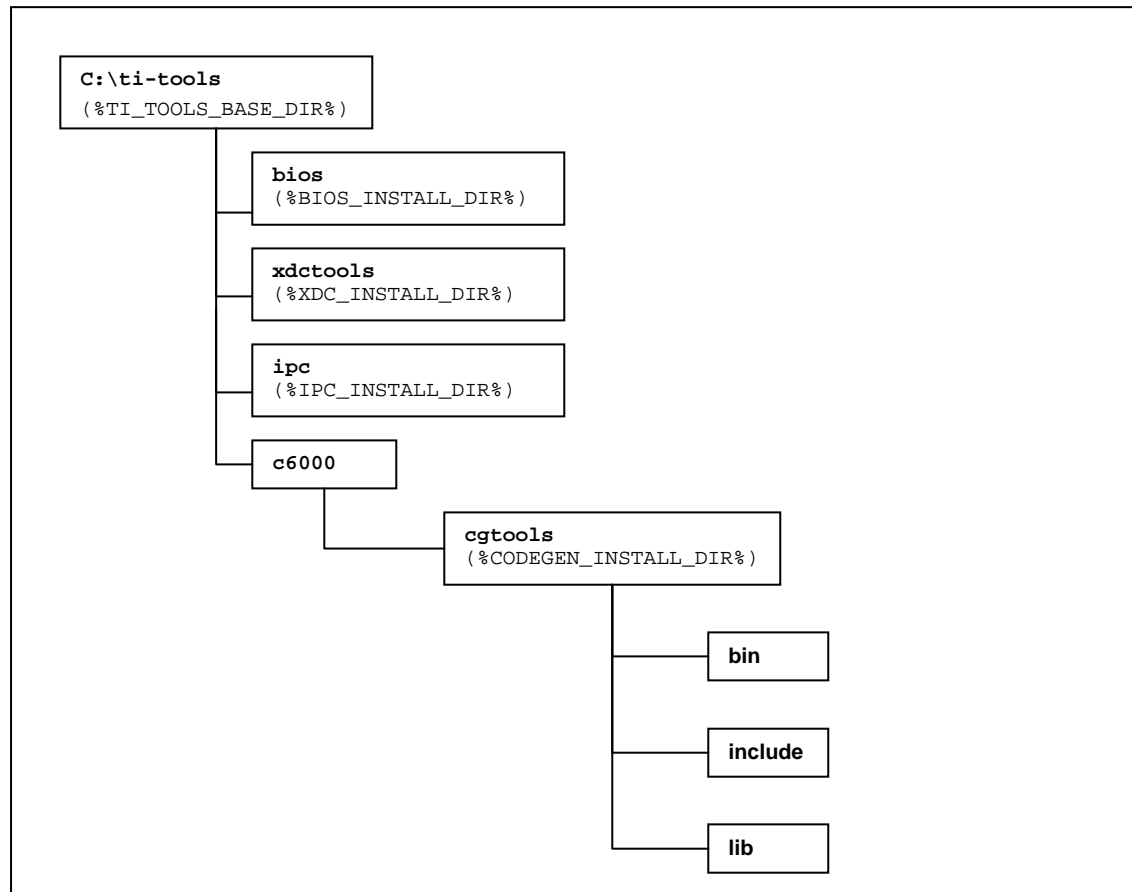 C:\ti-tools
(%TI_TOOLS_BASE_DIR%)
bios
(%BIOS_INSTALL_DIR%)
xdctools
(%XDC_INSTALL_DIR%)
ipc
(%IPC_INSTALL_DIR%)
c6000
cgtools
(%CODEGEN_INSTALL_DIR%)
bin
include
lib